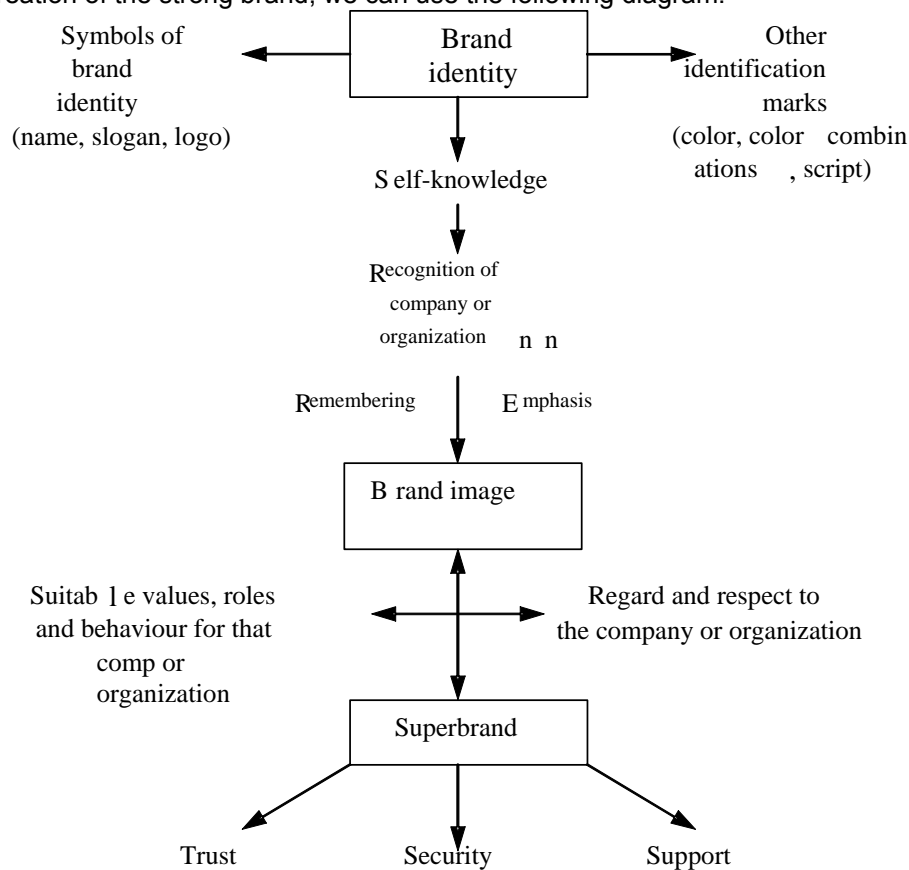 cation of the strong brand, we can use the following diagram:
Symbols of
brand
identity
(name, slogan, logo)
Brand
identity
Other
identification
marks
(color, color combin
ations , script)
S elf-knowledge
Recognition of
company or
organization n n
Remembering
E mphasis
B rand image
Suitab l e values, roles
and behaviour for that
comp or
organization
Regard and respect to
the company or organization
Superbrand
Trust
Security
Support